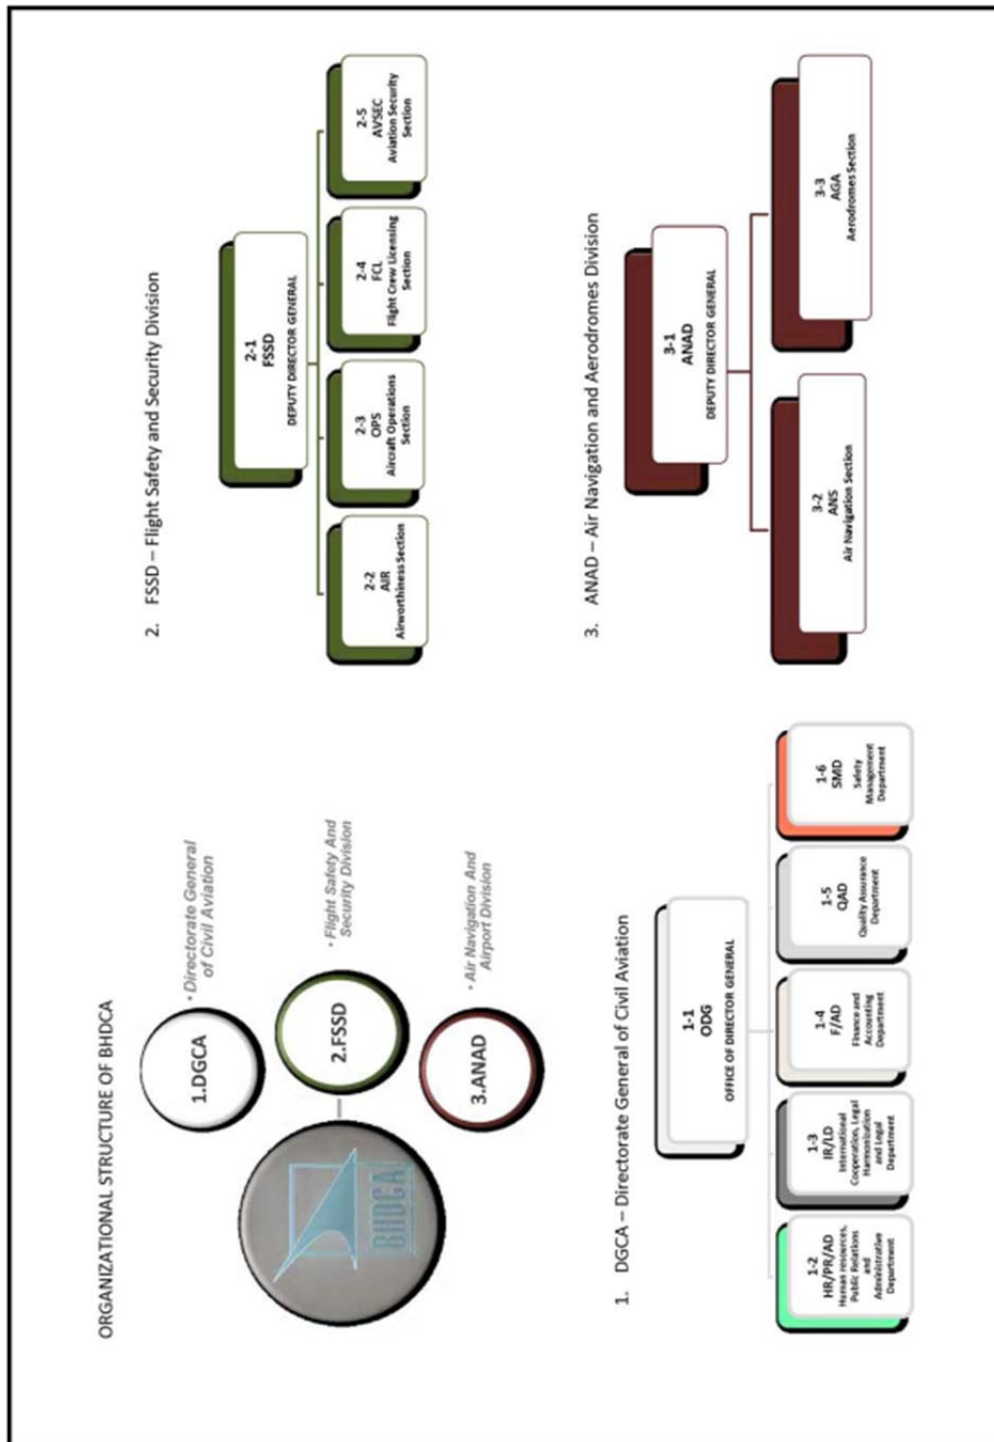 ORGANIZATIONAL STRUCTURE OF BHDCA
BHDCA
1.DGCA
• Directorate General
of Civil Aviation
2.FSSD
• Flight Safety And
Security Division
3.ANAD
• Air Navigation And
Airport Division
1. DGCA – Directorate General of Civil Aviation
1-1
ODG
OFFICE OF DIRECTOR GENERAL
1-2
HR/PR/AD
Human resources,
Public Relations
and
Administrative
Department
1-3
IR/LD
International
Cooperation, Legal
Harmonization
and Legal
Department
1-4
F/AD
Finance and
Accounting
Department
1-5
QAD
Quality Assurance
Department
1-6
SMD
Safety
Management
Department
2. FSSD – Flight Safety and Security Division
2-1
FSSD
DEPUTY DIRECTOR GENERAL
2-2
AIR
Airworthiness Section
2-3
OPS
Aircraft Operations
Section
2-4
FCL
Flight Crew Licensing
Section
2-5
AVSEC
Aviation Security
Section
3. ANAD – Air Navigation and Aerodromes Division
3-1
ANAD
DEPUTY DIRECTOR GENERAL
3-2
ANS
Air Navigation Section
3-3
AGA
Aerodromes Section